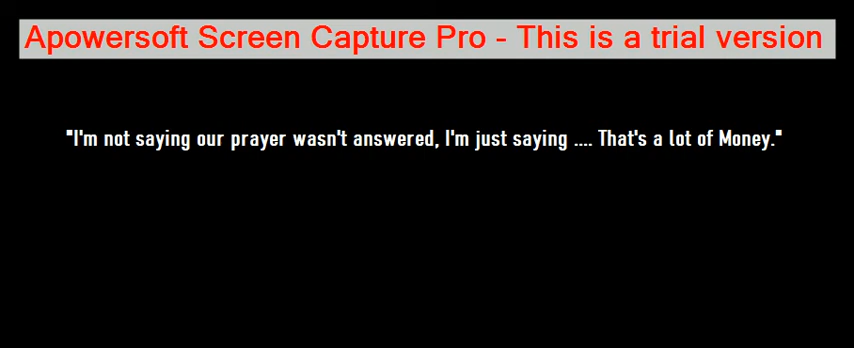 Apowersoft Screen Capture Pro - This is a trial version
"I'm not saying our prayer wasn't answered, I'm just saying .... That's a lot of Money."